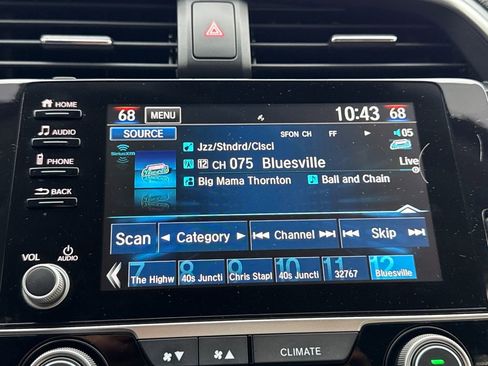 HOME
AUDIO
PHONE
BACK
VOL
AUDIO
68 MENU 10:43 68
SOURCE SFON CH FF 05
SiriusXM
Jzz/Stndrd/Clscl
12 CH 075 Bluesville Live
Big Mama Thornton Ball and Chain
Scan Category Channel Skip
7 8 9 10 11 12
The Highw 40s Juncti Chris Stapl 40s Juncti 32767 Bluesville
CLIMATE